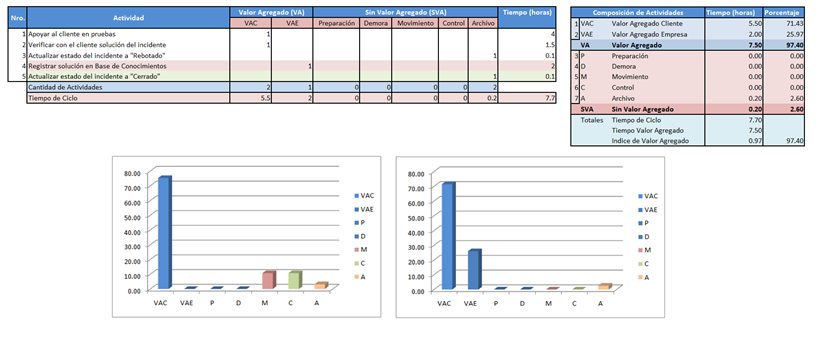 Nro. Actividad Valor Agregado (VA) Sin Valor Agregado (SVA) Tiempo (horas)
VAC VAE Preparación Demora Movimiento Control Archivo
1 Apoyar al cliente en pruebas 1 4
2 Verificar con el cliente solución del incidente 1 1.5
3 Actualizar estado del incidente a "Rebotado" 1 0.1
4 Registrar solución en Base de Conocimientos 1 2
5 Actualizar estado del incidente a "Cerrado" 1 0.1
Cantidad de Actividades 2 1 0 0 0 0 2
Tiempo de Ciclo 5.5 2 0 0 0 0 0.2 7.7
Composición de Actividades Tiempo (horas) Porcentaje
1 VAC Valor Agregado Cliente 5.50 71.43
2 VAE Valor Agregado Empresa 2.00 25.97
VA Valor Agregado 7.50 97.40
3 P Preparación 0.00 0.00
4 D Demora 0.00 0.00
5 M Movimiento 0.00 0.00
6 C Control 0.00 0.00
7 A Archivo 0.20 2.60
SVA Sin Valor Agregado 0.20 2.60
Totales Tiempo de Ciclo 7.70
Tiempo Valor Agregado 7.50
Indice de Valor Agregado 0.97 97.40
80.00
70.00
60.00
50.00
40.00
30.00
20.00
10.00
0.00
VAC VAE P D M C A
VAC
VAE
P
D
M
C
A
80.00
70.00
60.00
50.00
40.00
30.00
20.00
10.00
0.00
VAC VAE P D M C A
VAC
VAE
P
D
M
C
A